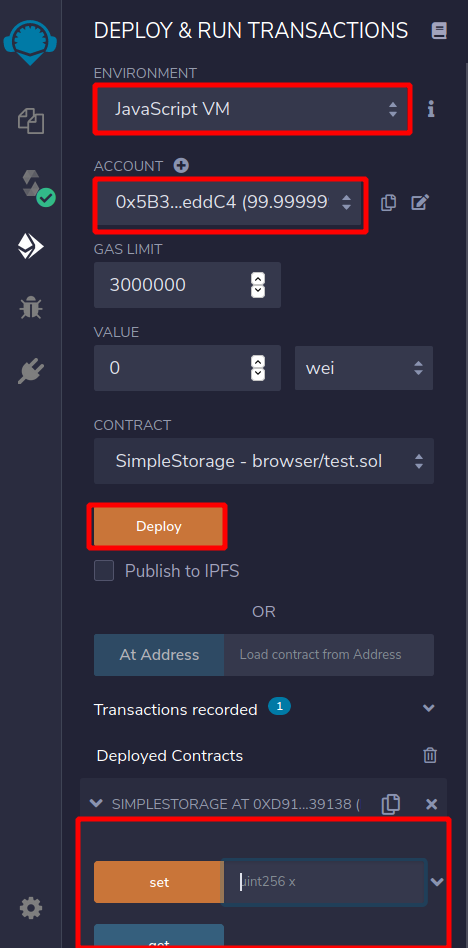 DEPLOY & RUN TRANSACTIONS
ENVIRONMENT
JavaScript VM
ACCOUNT
0x5B3...eddC4 (99.99999
GAS LIMIT
3000000
VALUE
0
wei
CONTRACT
SimpleStorage - browser/test.sol
Deploy
Publish to IPFS
OR
At Address
Load contract from Address
Transactions recorded 1
Deployed Contracts
SIMPLESTORAGE AT 0XD91...39138 (
set
uint256 x
get